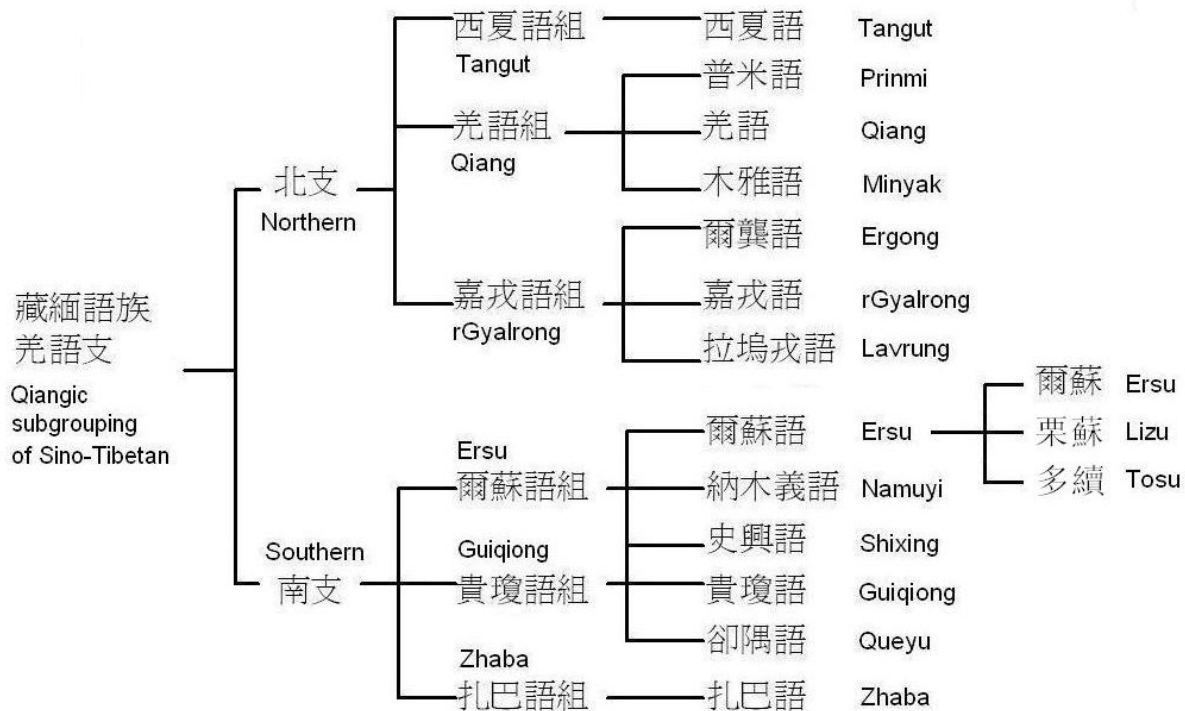 藏緬語族
羌語支
Qiangic
subgrouping
of Sino-Tibetan
北支
Northern
西夏語組
Tangut
西夏語 Tangut
羌語組
Qiang
普米語 Prinmi
羌語 Qiang
木雅語 Minyak
嘉戎語組
rGyalrong
爾龔語 Ergong
嘉戎語 rGyalrong
拉塢戎語 Lavrung
Southern
南支
Ersu
爾蘇語組
爾蘇語 Ersu
爾蘇 Ersu
栗蘇 Lizu
多續 Tosu
納木義語 Namuyi
史興語 Shixing
Guiqiong
貴瓊語組
貴瓊語 Guiqiong
卻隅語 Queyu
Zhaba
扎巴語組
扎巴語 Zhaba